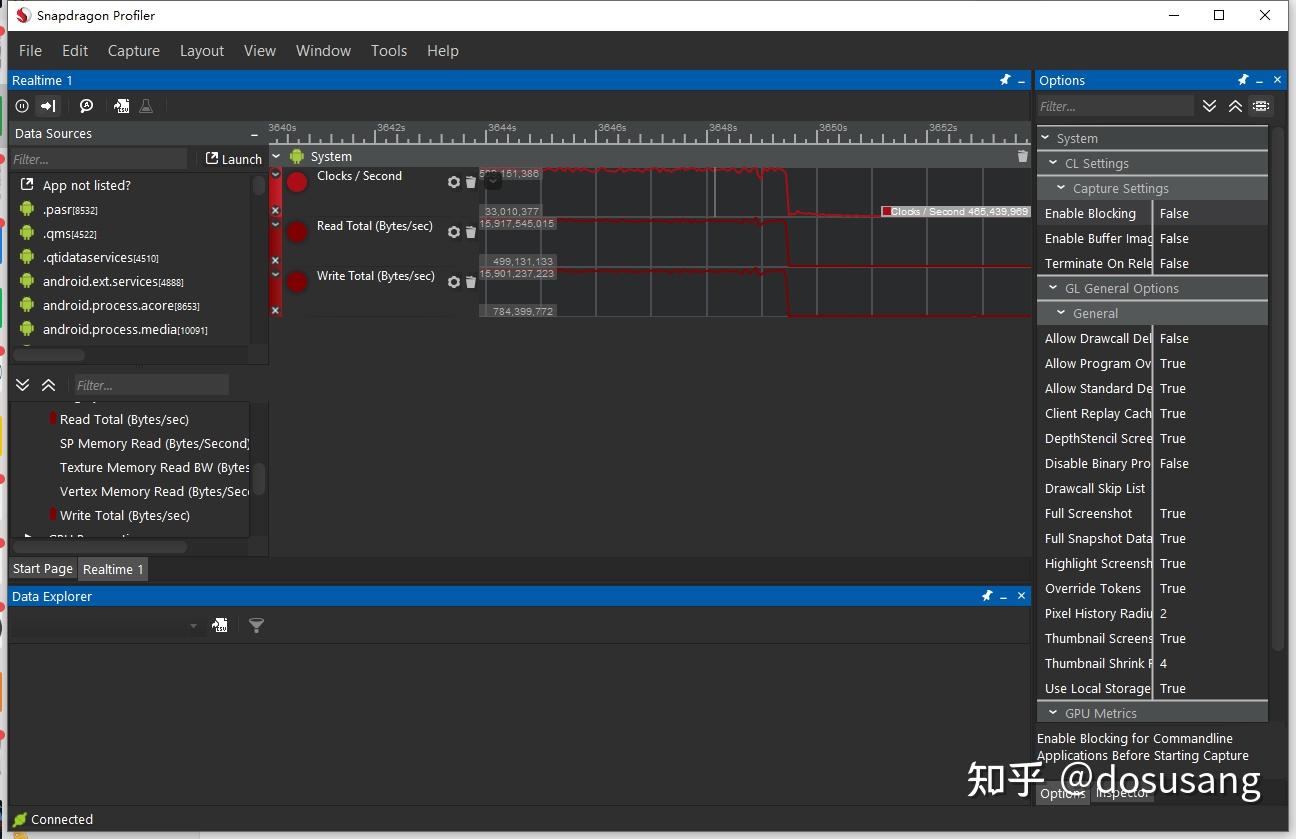 Snapdragon Profiler
File Edit Capture Layout View Window Tools Help
Realtime 1
Data Sources
Filter...
Launch
App not listed?
.pasr[8532]
.qms[4522]
.qtidataservices[4510]
android.ext.services[4888]
android.process.acore[8653]
android.process.media[10091]
Filter...
Read Total (Bytes/sec)
SP Memory Read (Bytes/Second)
Texture Memory Read BW (Bytes
Vertex Memory Read (Bytes/Sec
Write Total (Bytes/sec)
Start Page
Realtime 1
3640s 3642s 3644s 3646s 3648s 3650s 3652s
System
Clocks / Second
33,010,377
Clocks / Second 465,439,969
Read Total (Bytes/sec)
15,917,545,015
499,131,133
Write Total (Bytes/sec)
15,901,237,223
784,399,772
Data Explorer
Connected
Options
Filter...
System
CL Settings
Capture Settings
Enable Blocking False
Enable Buffer Imag False
Terminate On Rele False
GL General Options
General
Allow Drawcall Del False
Allow Program Ov True
Allow Standard De True
Client Replay Cach True
DepthStencil Scree True
Disable Binary Pro False
Drawcall Skip List
Full Screenshot True
Full Snapshot Data True
Highlight Screensh True
Override Tokens True
Pixel History Radiu 2
Thumbnail Screens True
Thumbnail Shrink F 4
Use Local Storage True
GPU Metrics
Enable Blocking for Commandline
Applications Before Starting Capture
Options Inspector
知乎 @dosusang